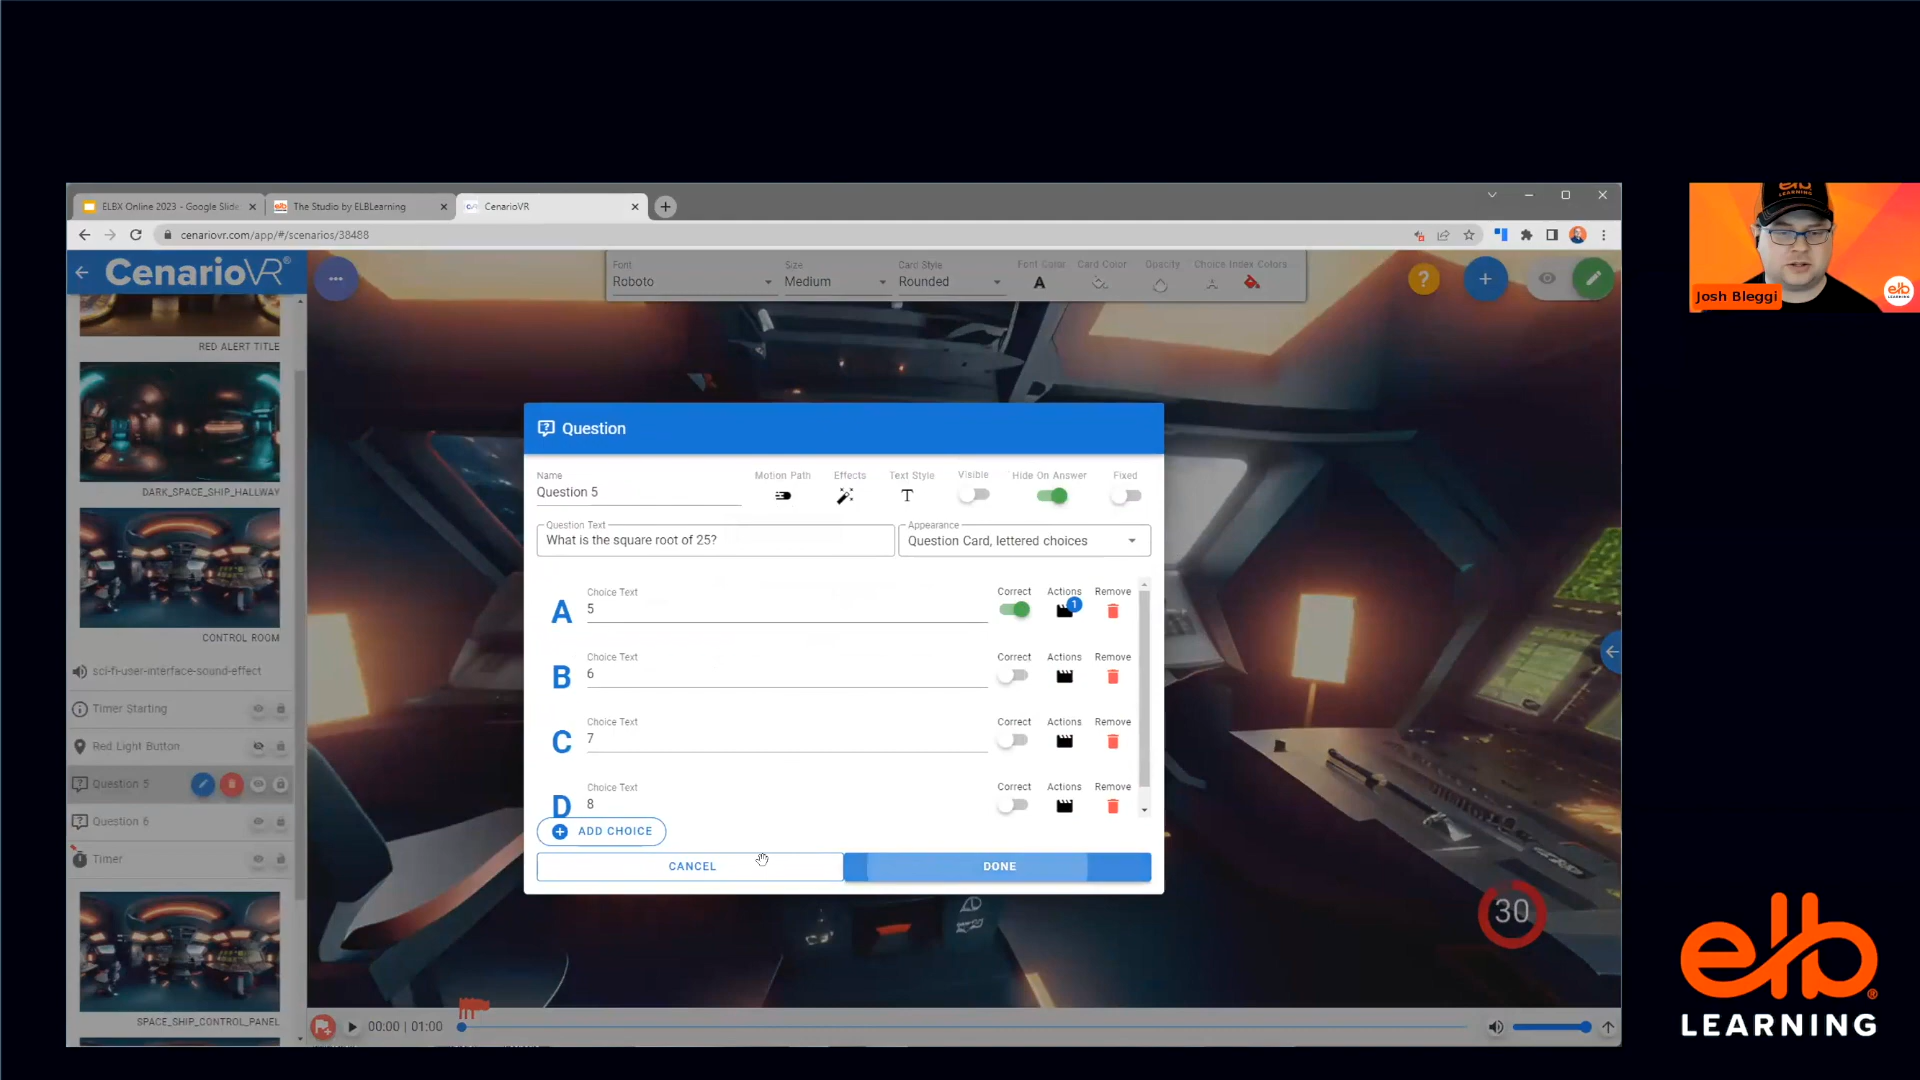 ELBX Online 2023 - Google Slide
The Studio by ELBLearning
CenarioVR
cenariovr.com/app/#/scenarios/38488
CenarioVR®
Font
Roboto
Size
Medium
Card Style
Rounded
Font Color
Card Color
Opacity
Choice Index Colors
RED ALERT TITLE
DARK_SPACE_SHIP_HALLWAY
CONTROL ROOM
sci-fi-user-interface-sound-effect
Timer Starting
Red Light Button
Question 5
Question 6
Timer
SPACE_SHIP_CONTROL_PANEL
Question
Name
Question 5
Motion Path
Effects
Text Style
Visible
Hide On Answer
Fixed
Question Text
What is the square root of 25?
Appearance
Question Card, lettered choices
A
Choice Text
5
Correct
Actions
1
Remove
B
Choice Text
6
Correct
Actions
Remove
C
Choice Text
7
Correct
Actions
Remove
D
Choice Text
8
Correct
Actions
Remove
ADD CHOICE
CANCEL
DONE
30
00:00 | 01:00
elb
LEARNING
Josh Bleggi
elb
LEARNING
elb®
LEARNING